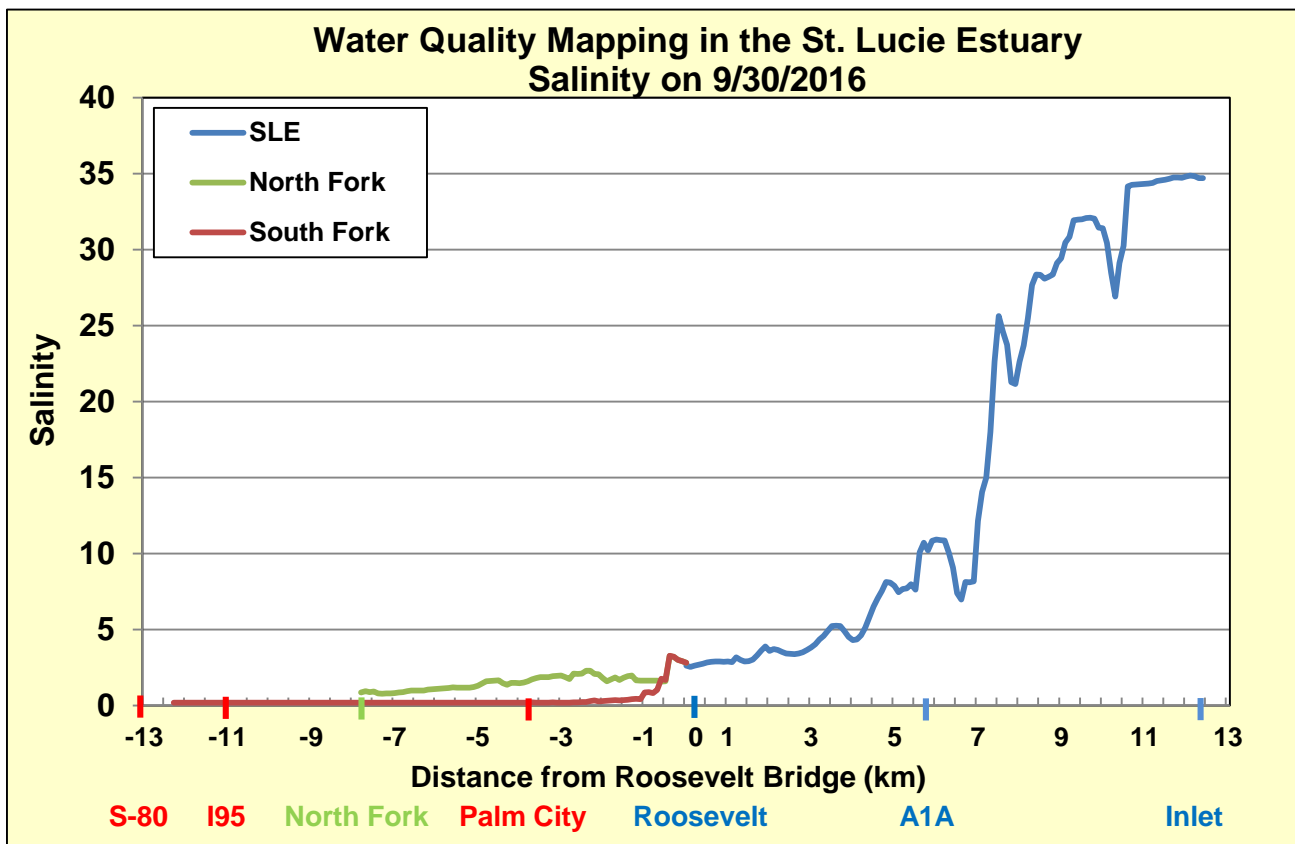 Water Quality Mapping in the St. Lucie Estuary
Salinity on 9/30/2016
40
35
30
25
20
15
10
5
0
Salinity
SLE
North Fork
South Fork
-13 -11 -9 -7 -5 -3 -1 0 1 3 5 7 9 11 13
Distance from Roosevelt Bridge (km)
S-80 I95 North Fork Palm City Roosevelt A1A Inlet